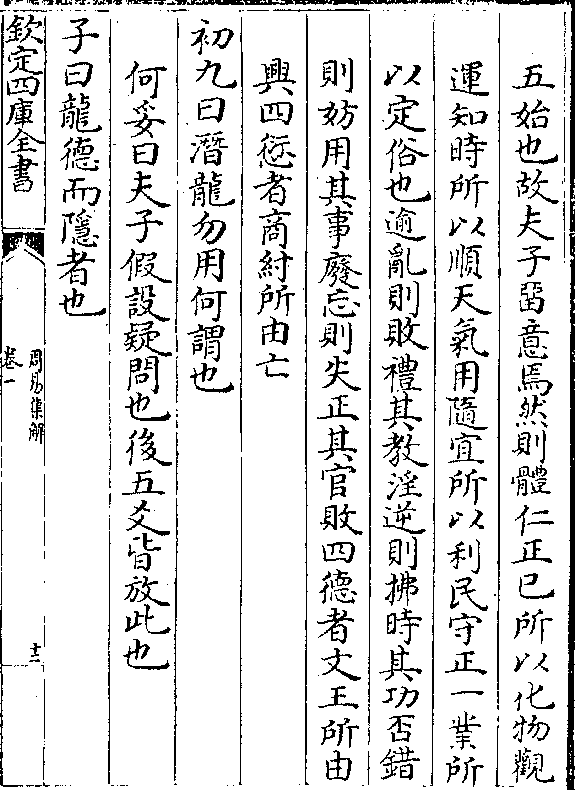 五始也故夫子留意焉然則體仁正已所以化物觀
運知時所以順天氣用隨宜所以利民守正一業所
以定俗也逾亂則敗禮其教淫逆則拂時其功否錯
則妨用其事廢忘則失正其官敗四德者文王所由
興四愆者商紂所由亡
初九曰潛龍勿用何謂也
何妥曰夫子假設疑問也後五爻皆放此也
子曰龍德而隱者也
欽定四庫全書
周易集解
卷一
十二